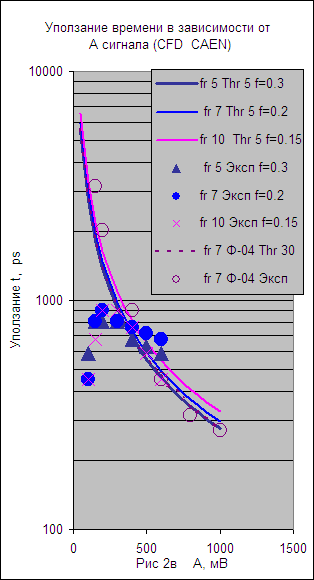 Уползание времени в зависимости от
А сигнала (CFD CAEN)
10000
fr 5 Thr 5 f=0.3
fr 7 Thr 5 f=0.2
fr 10 Thr 5 f=0.15
fr 5 Эксп f=0.3
fr 7 Эксп f=0.2
fr 10 Эксп f=0.15
fr 7 Ф-04 Thr 30
fr 7 Ф-04 Эксп
Уползание t, ps
1000
100
0
500
1000
1500
Рис 2в А, мВ